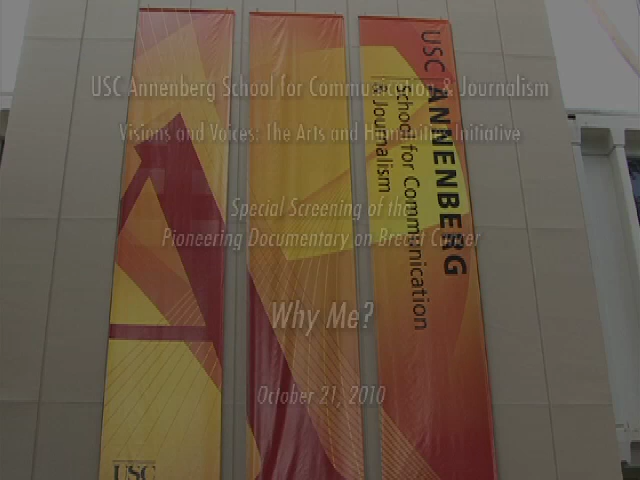 USC Annenberg School for Communication & Journalism
Visions and Voices: The Arts and Humanities Initiative
Special Screening of the
Pioneering Documentary on Breast Cancer
Why Me?
October 21, 2010
USC ANNENBERG
School for Communication
& Journalism
USC